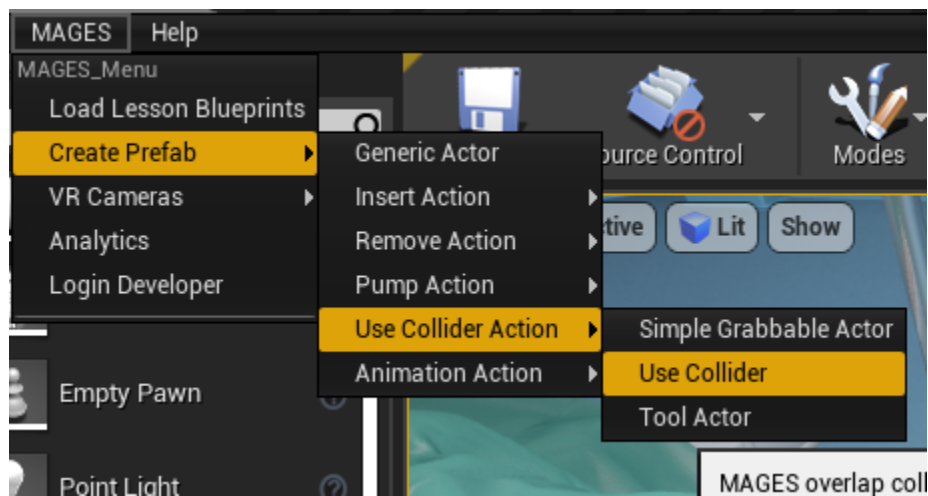 MAGES Help
MAGES_Menu
Load Lesson Blueprints
Create Prefab
VR Cameras
Analytics
Login Developer
Generic Actor
Insert Action
Remove Action
Pump Action
Use Collider Action
Animation Action
Simple Grabbable Actor
Use Collider
Tool Actor
Control
Modes
Lit
Show
Empty Pawn
Point Light
MAGES overlap